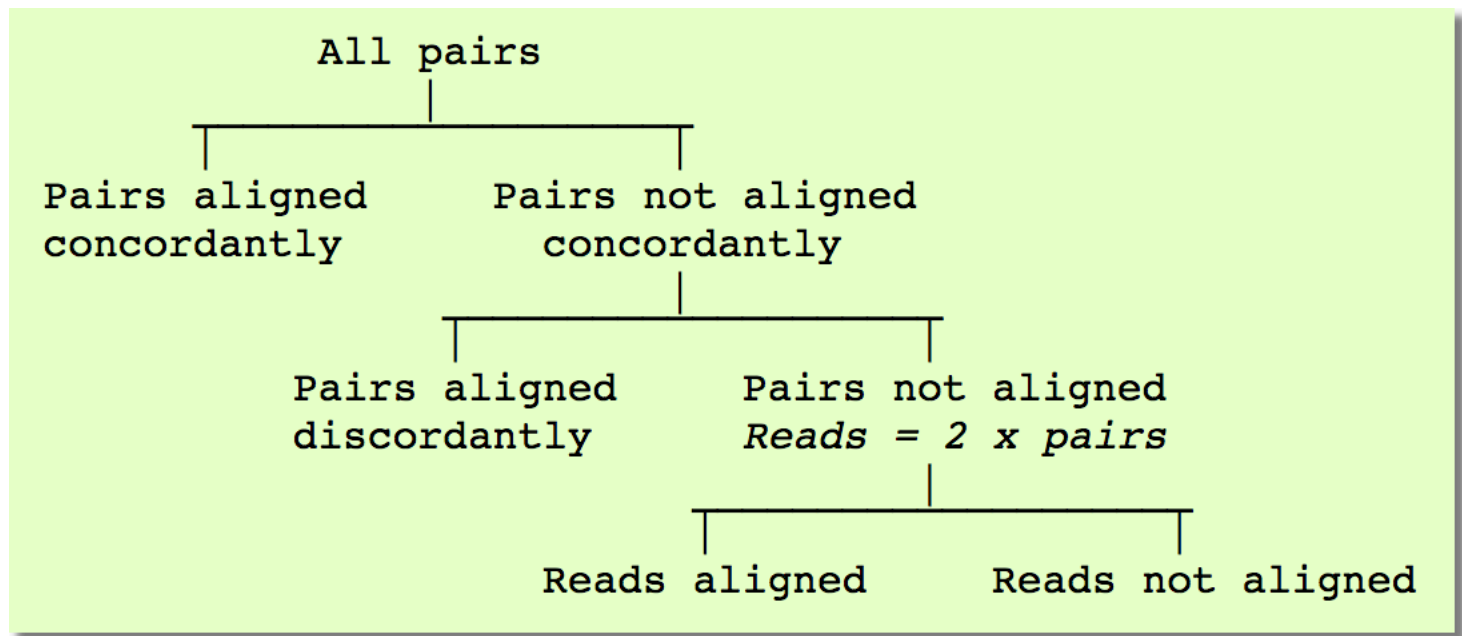 All pairs
Pairs aligned Pairs not aligned
concordantly concordantly
Pairs aligned Pairs not aligned
discordantly Reads = 2 x pairs
Reads aligned Reads not aligned